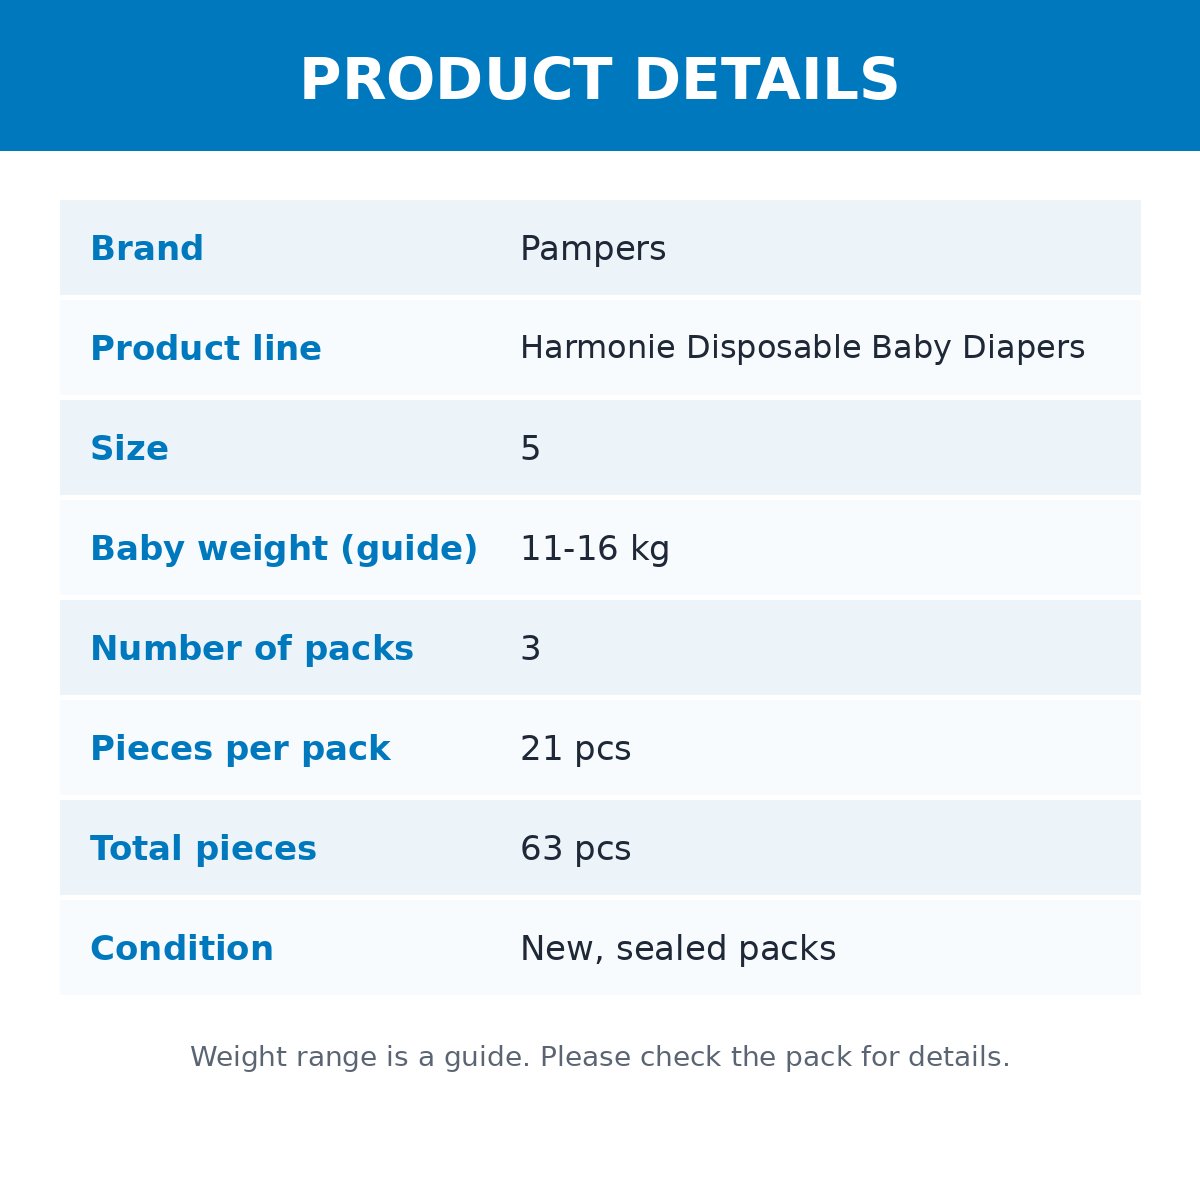 PRODUCT DETAILS
Brand Pampers
Product line Harmonie Disposable Baby Diapers
Size 5
Baby weight (guide) 11-16 kg
Number of packs 3
Pieces per pack 21 pcs
Total pieces 63 pcs
Condition New, sealed packs
Weight range is a guide. Please check the pack for details.